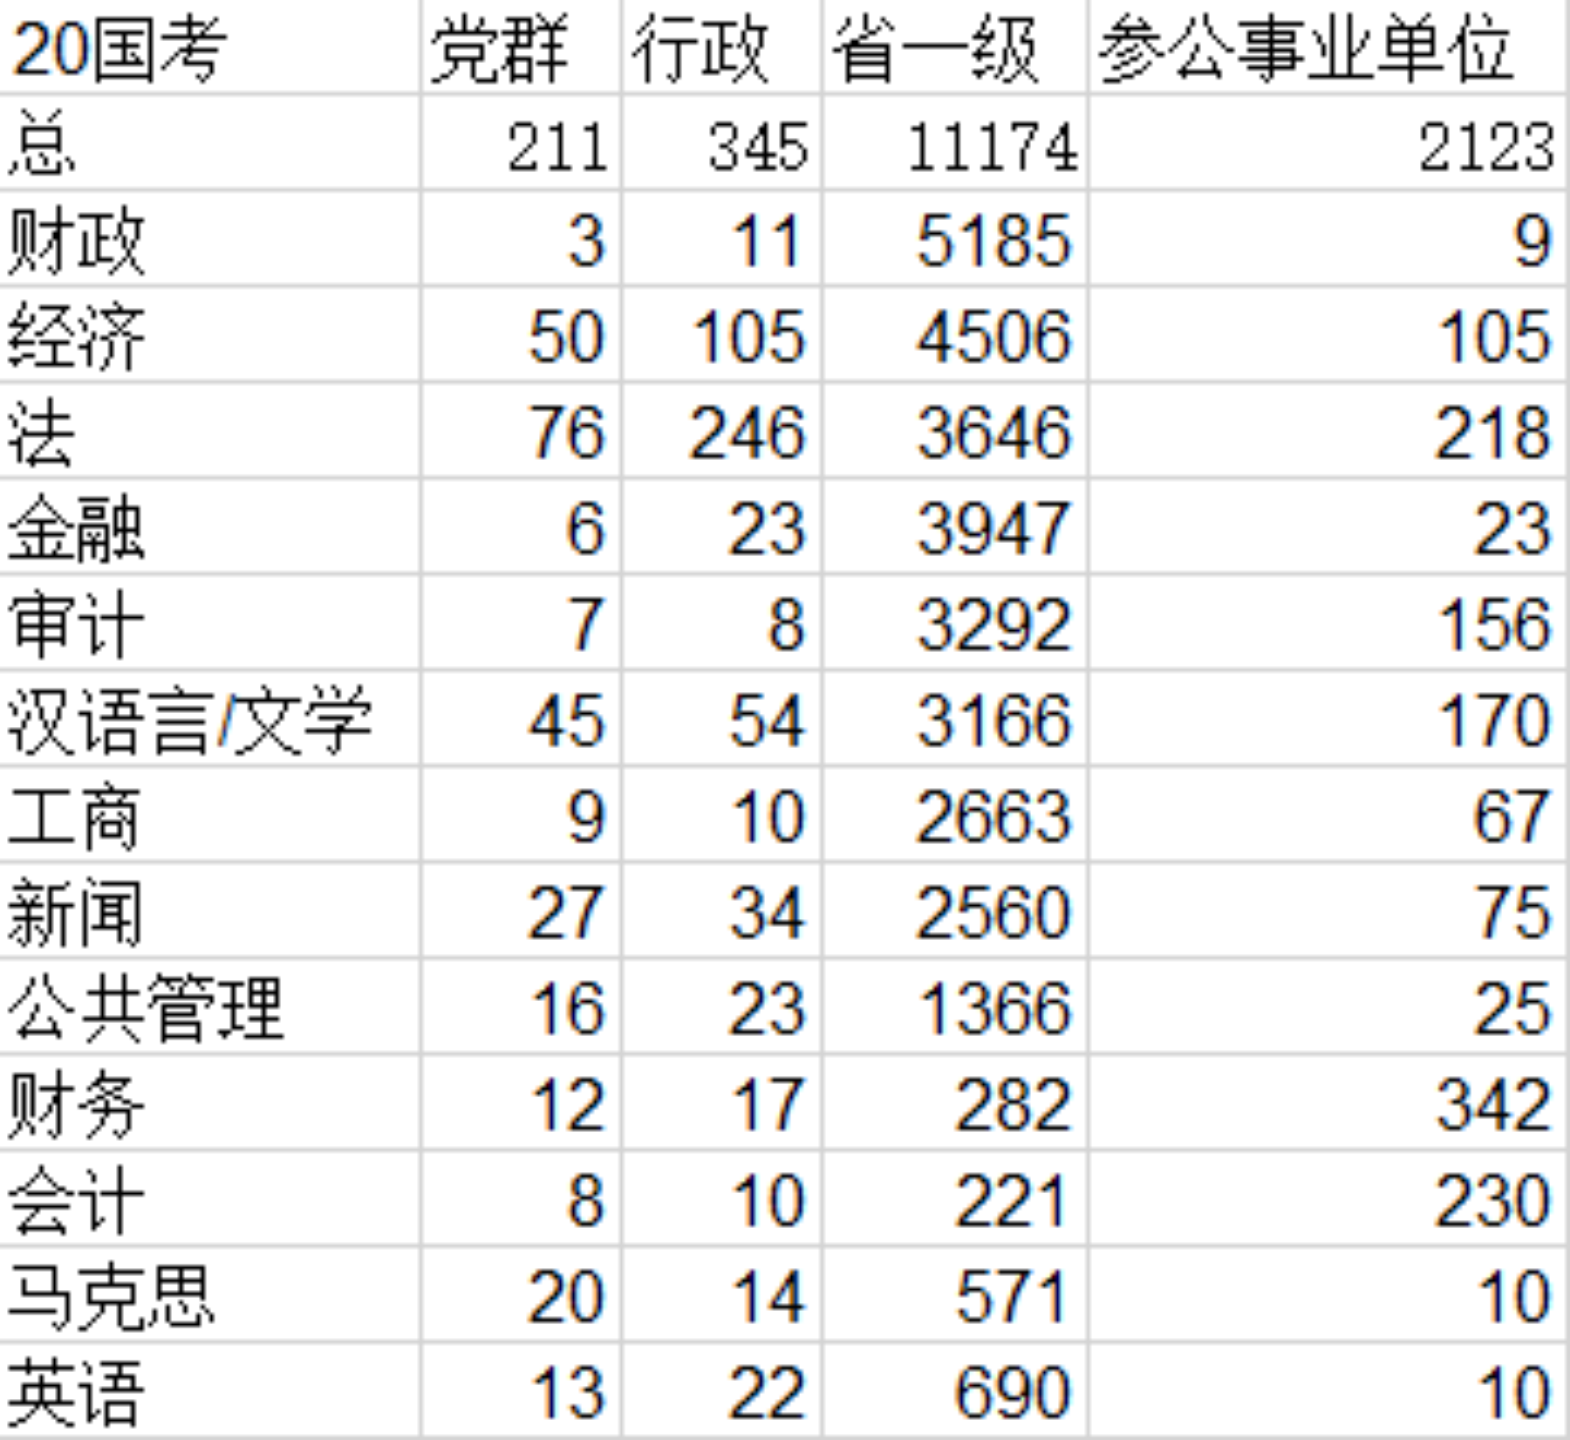 20国考 党群 行政 省一级 参公事业单位
总 211 345 11174 2123
财政 3 11 5185 9
经济 50 105 4506 105
法 76 246 3646 218
金融 6 23 3947 23
审计 7 8 3292 156
汉语言/文学 45 54 3166 170
工商 9 10 2663 67
新闻 27 34 2560 75
公共管理 16 23 1366 25
财务 12 17 282 342
会计 8 10 221 230
马克思 20 14 571 10
英语 13 22 690 10